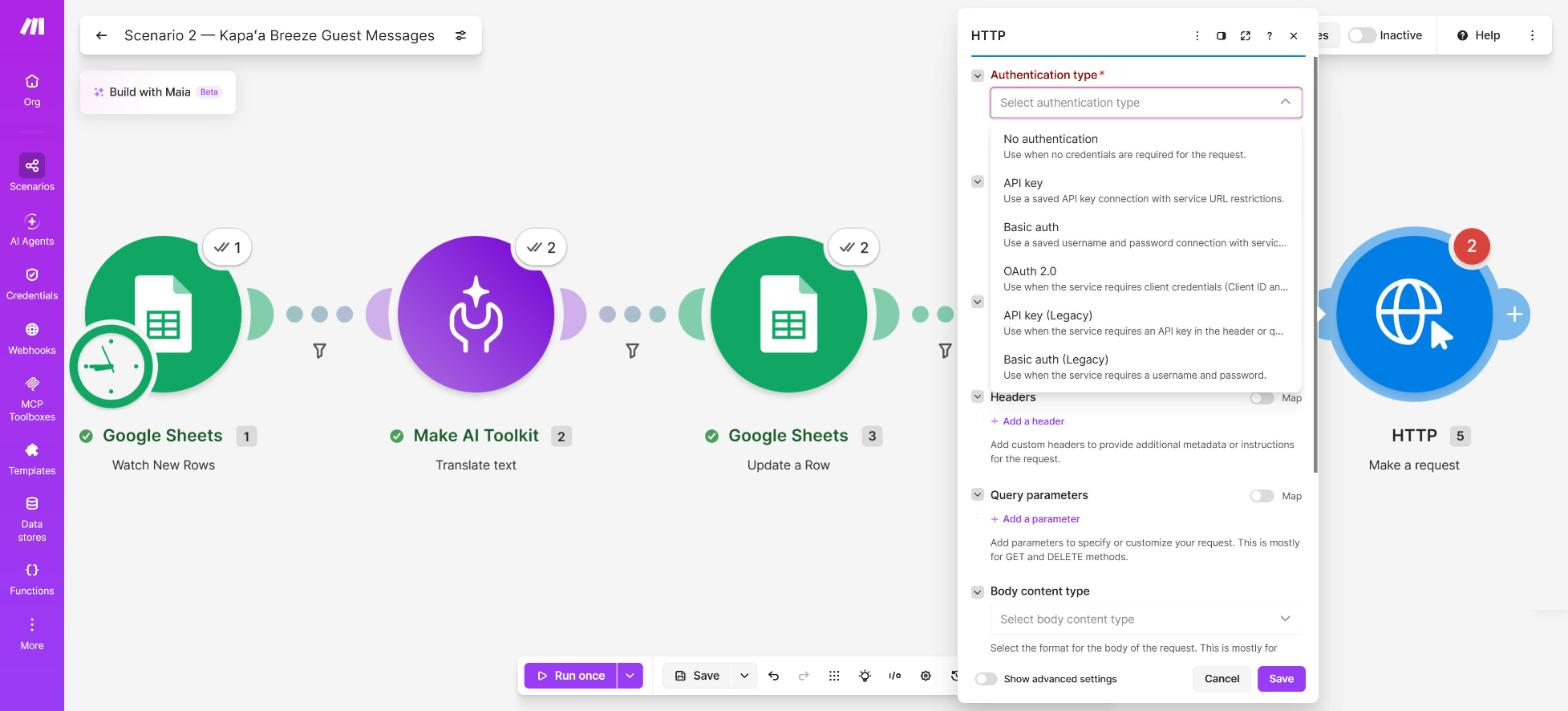 Scenario 2 — Kapaʻa Breeze Guest Messages
Build with Maia Beta
Org
Scenarios
AI Agents
Credentials
Webhooks
MCP
Toolboxes
Templates
Data
stores
Functions
More
1
Google Sheets 1
Watch New Rows
2
Make AI Toolkit 2
Translate text
2
Google Sheets 3
Update a Row
HTTP
?
Authentication type *
Select authentication type
No authentication
Use when no credentials are required for the request.
API key
Use a saved API key connection with service URL restrictions.
Basic auth
Use a saved username and password connection with servic...
OAuth 2.0
Use when the service requires client credentials (Client ID an...
API key (Legacy)
Use when the service requires an API key in the header or q...
Basic auth (Legacy)
Use when the service requires a username and password.
Headers
Map
+ Add a header
Add custom headers to provide additional metadata or instructions
for the request.
Query parameters
Map
+ Add a parameter
Add parameters to specify or customize your request. This is mostly
for GET and DELETE methods.
Body content type
Select body content type
Select the format for the body of the request. This is mostly for
Show advanced settings
Cancel
Save
es
Inactive
Help
2
HTTP 5
Make a request
Run once
Save